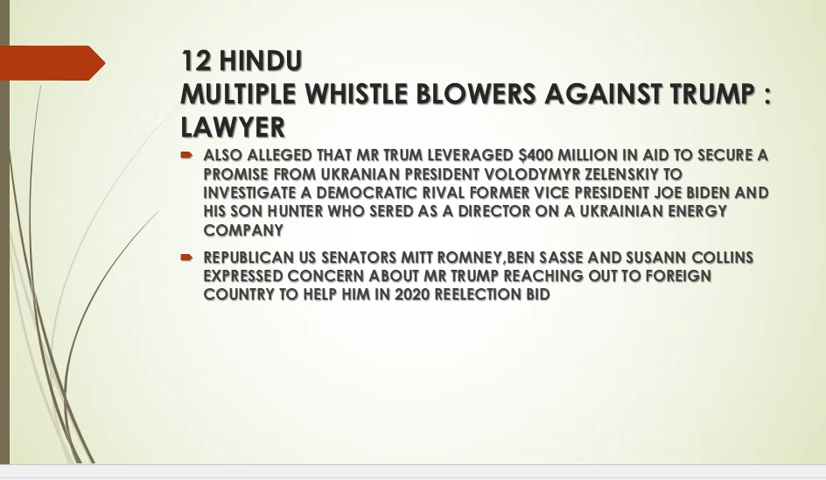 12 HINDU
MULTIPLE WHISTLE BLOWERS AGAINST TRUMP :
LAWYER
ALSO ALLEGED THAT MR TRUM LEVERAGED $400 MILLION IN AID TO SECURE A
PROMISE FROM UKRANIAN PRESIDENT VOLODYMYR ZELENSKIY TO
INVESTIGATE A DEMOCRATIC RIVAL FORMER VICE PRESIDENT JOE BIDEN AND
HIS SON HUNTER WHO SERED AS A DIRECTOR ON A UKRAINIAN ENERGY
COMPANY
REPUBLICAN US SENATORS MITT ROMNEY,BEN SASSE AND SUSANN COLLINS
EXPRESSED CONCERN ABOUT MR TRUMP REACHING OUT TO FOREIGN
COUNTRY TO HELP HIM IN 2020 REELECTION BID